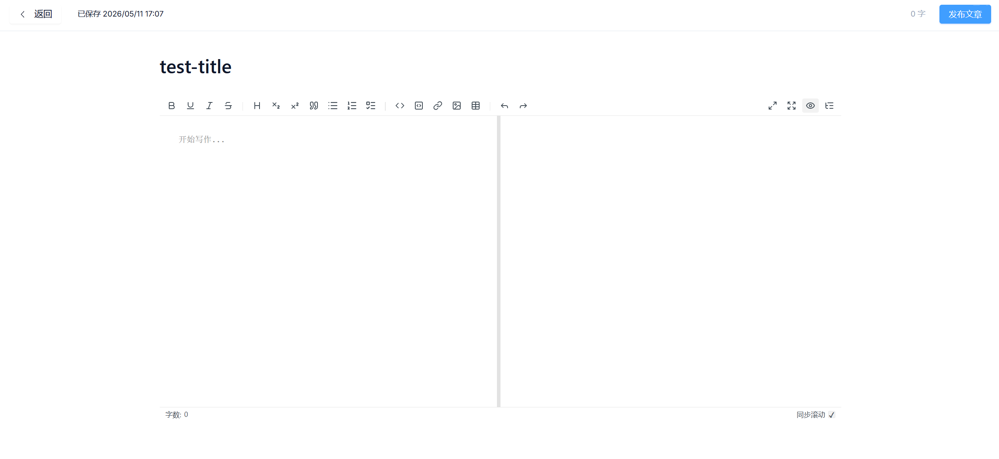 返回
已保存 2026/05/11 17:07
0 字
发布文章
test-title
开始写作...
字数: 0
同步滚动